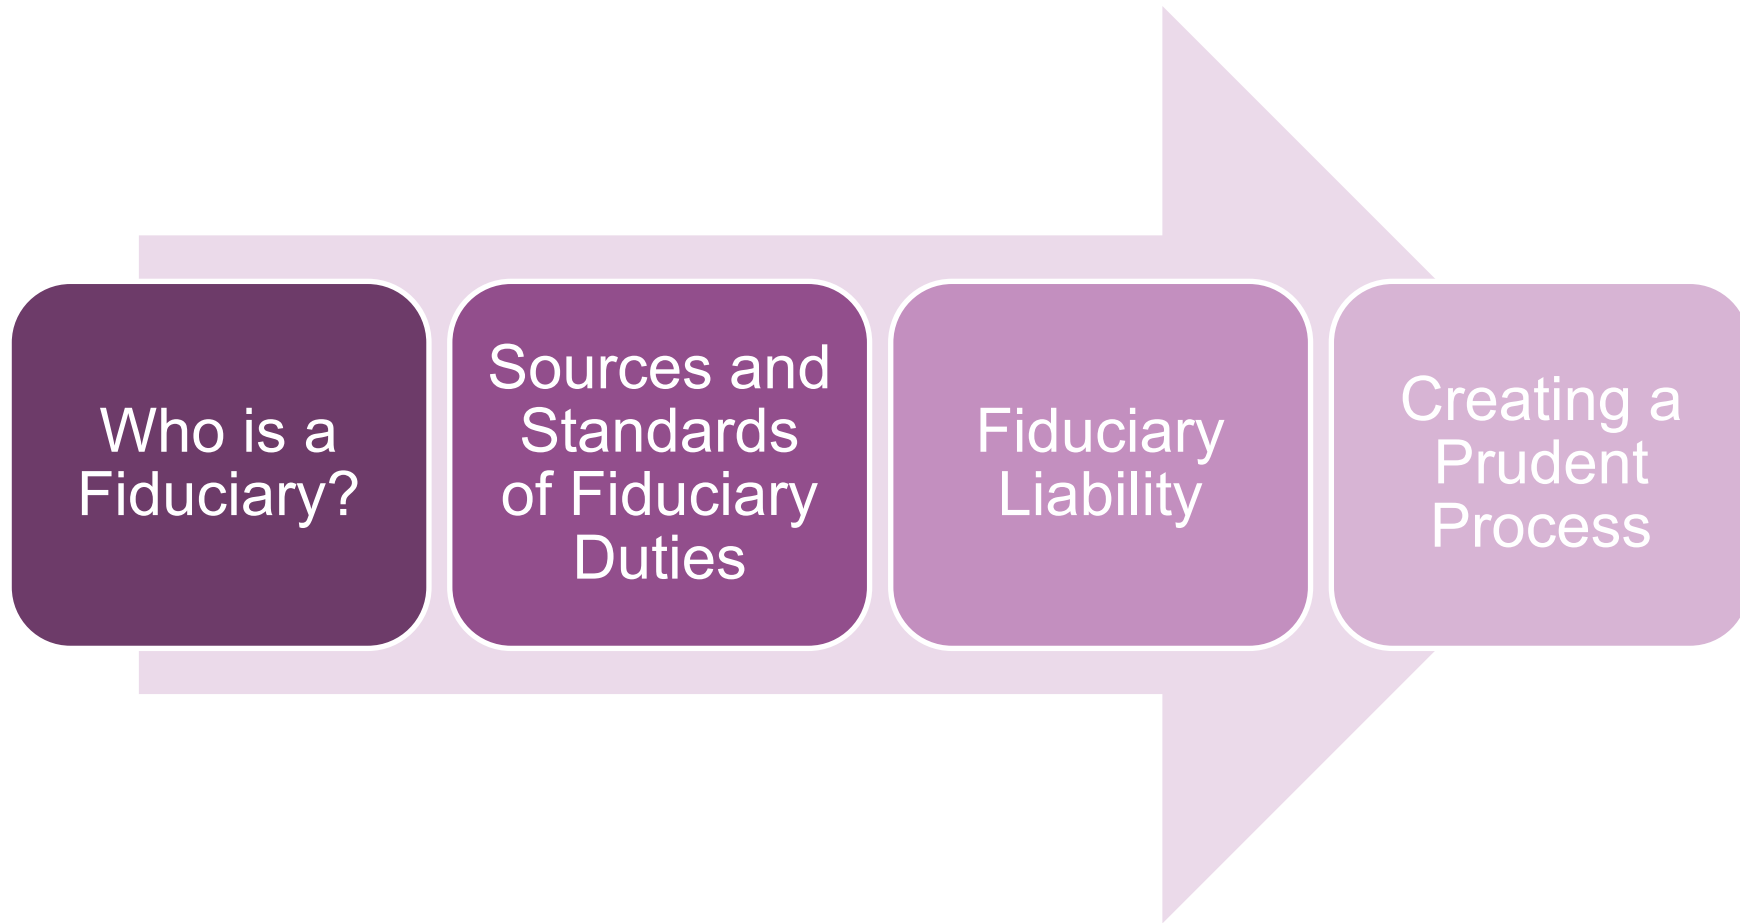 Who is a
Fiduciary?
Sources and
Standards
of Fiduciary
Duties
Fiduciary
Liability
Creating a
Prudent
Process